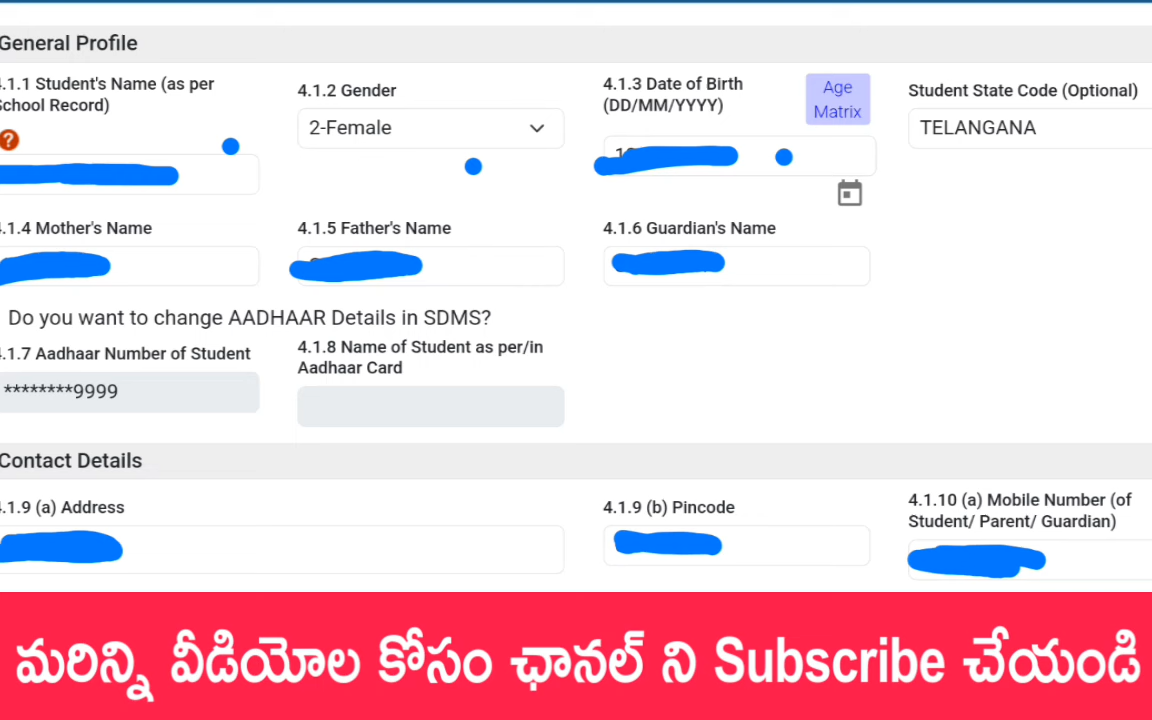 General Profile
4.1.1 Student's Name (as per
School Record)
4.1.2 Gender
4.1.3 Date of Birth
(DD/MM/YYYY)
Age
Matrix
Student State Code (Optional)
?
2-Female
TELANGANA
4.1.4 Mother's Name
4.1.5 Father's Name
4.1.6 Guardian's Name
Do you want to change AADHAAR Details in SDMS?
4.1.7 Aadhaar Number of Student
4.1.8 Name of Student as per/in
Aadhaar Card
********9999
Contact Details
4.1.9 (a) Address
4.1.9 (b) Pincode
4.1.10 (a) Mobile Number (of
Student/ Parent/ Guardian)
మరిన్ని వీడియోల కోసం ఛానల్ ని Subscribe చేయండి